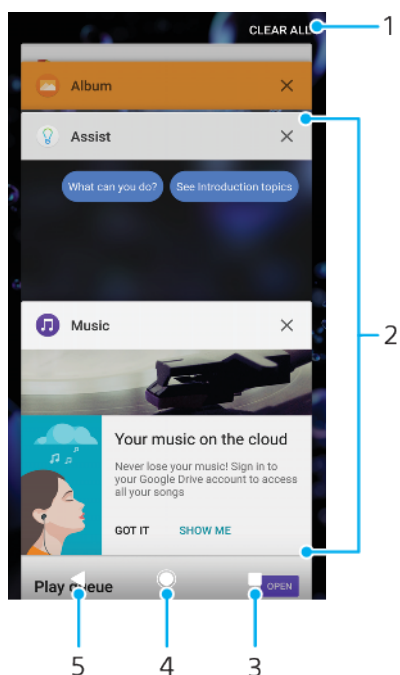 CLEAR ALL
1
Album
Assist
What can you do?
See Introduction topics
2
Music
Your music on the cloud
Never lose your music! Sign in to
your Google Drive account to access
all your songs
GOT IT
SHOW ME
Play queue
OPEN
5
4
3